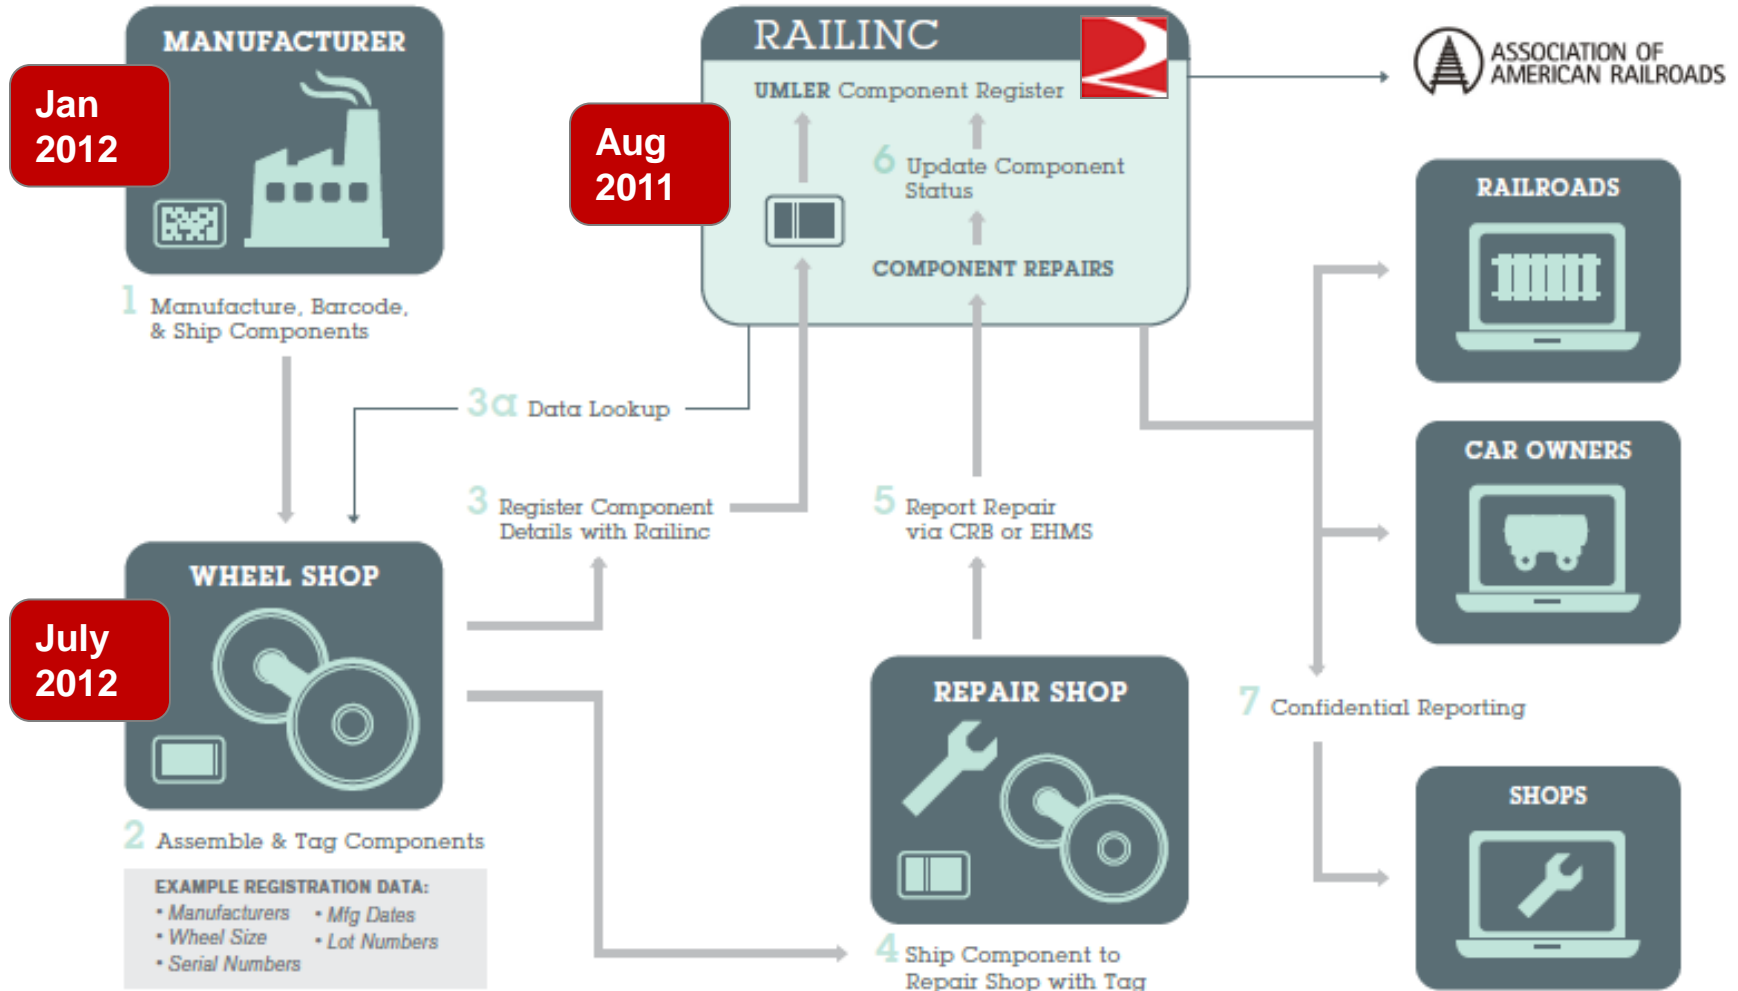 MANUFACTURER
Jan
2012
1 Manufacture, Barcode,
& Ship Components
RAILINC
UMLER Component Register
Aug
2011
6 Update Component
Status
COMPONENT REPAIRS
ASSOCIATION OF
AMERICAN RAILROADS
RAILROADS
3a Data Lookup
3 Register Component
Details with Railinc
5 Report Repair
via CRB or EHMS
CAR OWNERS
WHEEL SHOP
July
2012
2 Assemble & Tag Components
EXAMPLE REGISTRATION DATA:
• Manufacturers • Mfg Dates
• Wheel Size • Lot Numbers
• Serial Numbers
REPAIR SHOP
4 Ship Component to
Repair Shop with Tag
7 Confidential Reporting
SHOPS